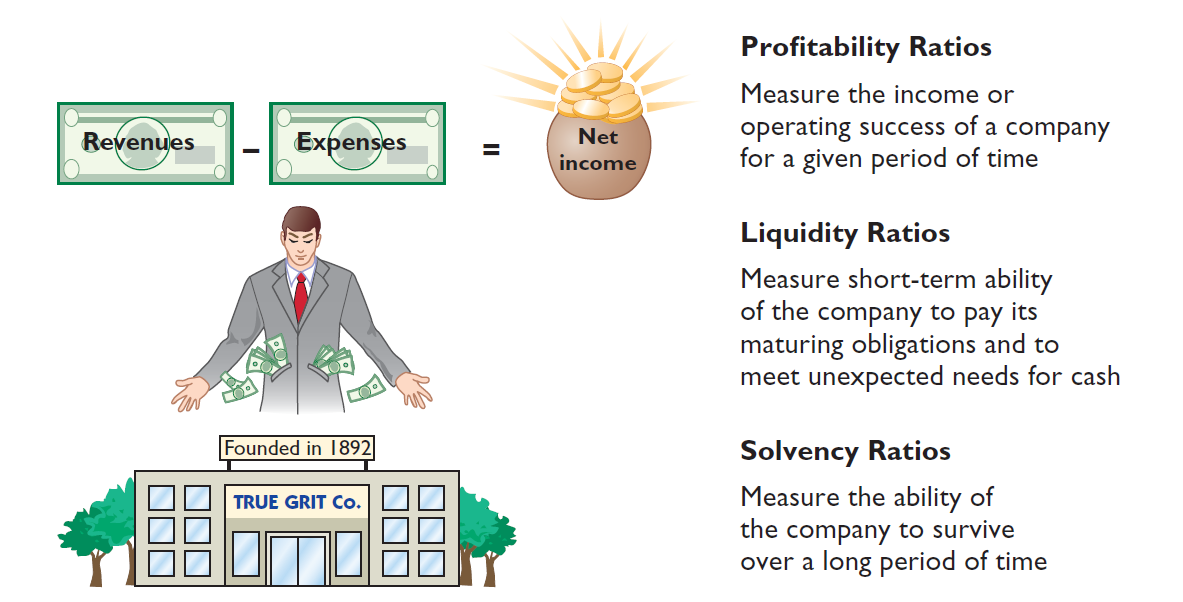 Revenues – Expenses = Net income
Profitability Ratios
Measure the income or
operating success of a company
for a given period of time
Liquidity Ratios
Measure short-term ability
of the company to pay its
maturing obligations and to
meet unexpected needs for cash
Founded in 1892
TRUE GRIT Co.
Solvency Ratios
Measure the ability of
the company to survive
over a long period of time